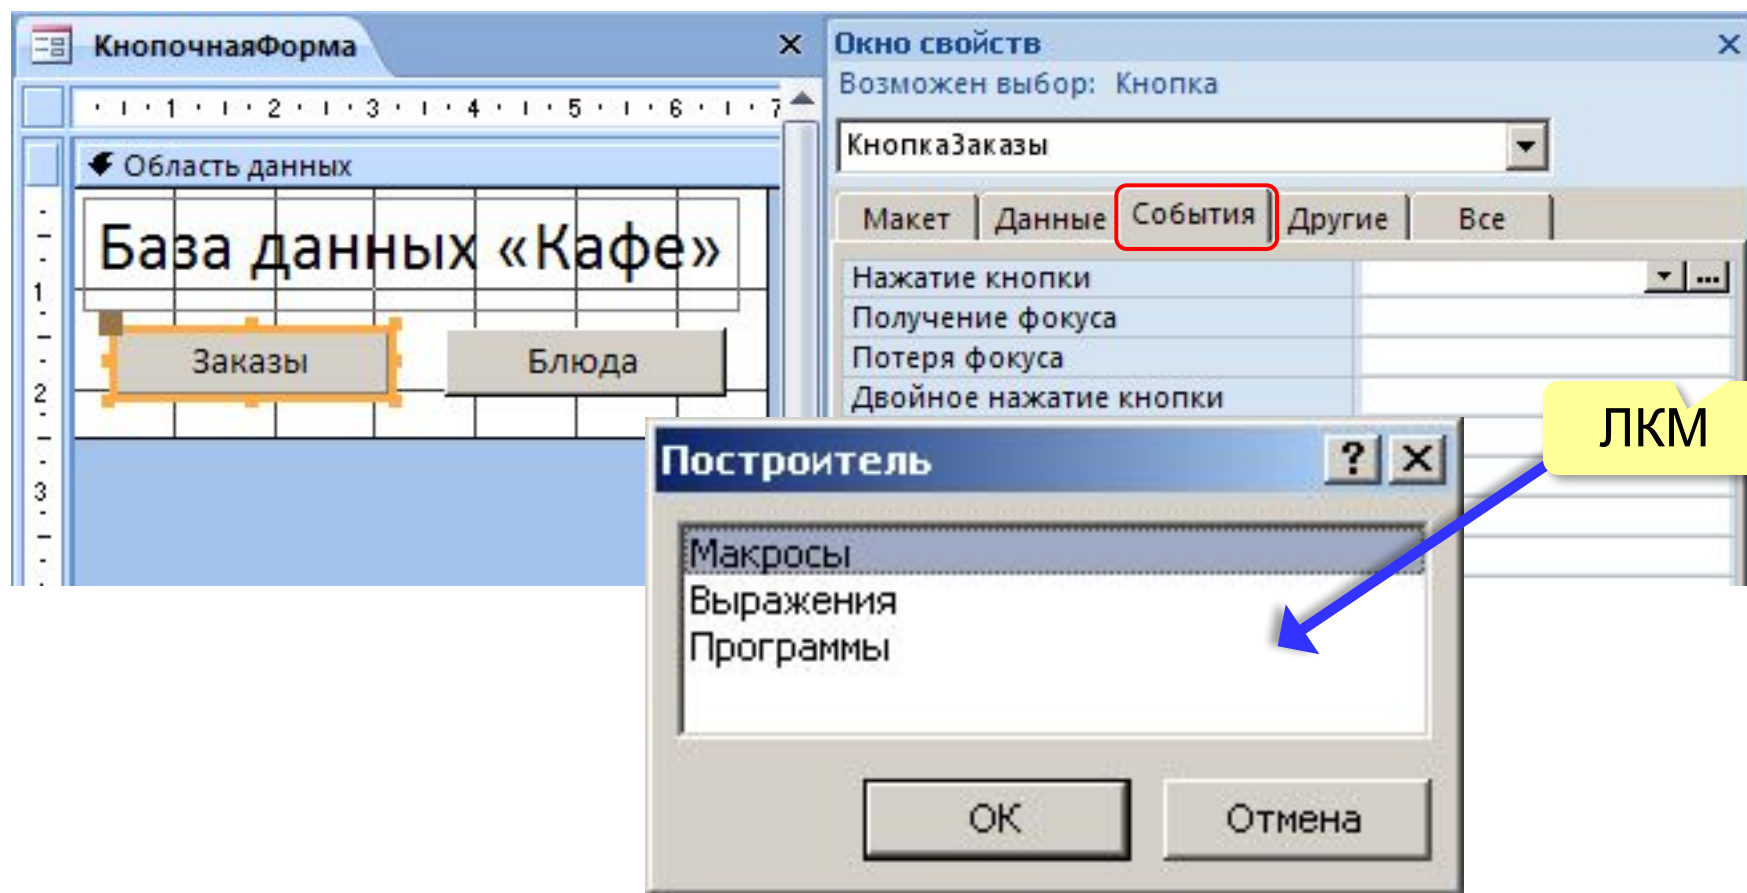 КнопочнаяФорма
1 2 3 4 5 6 7
Область данных
База данных «Кафе»
Заказы
Блюда
1
2
3
Окно свойств
Возможен выбор: Кнопка
КнопкаЗаказы
Макет Данные События Другие Все
Нажатие кнопки
...
Получение фокуса
Потеря фокуса
Двойное нажатие кнопки
ЛКМ
Построитель
?
Макросы
Выражения
Программы
ОК
Отмена